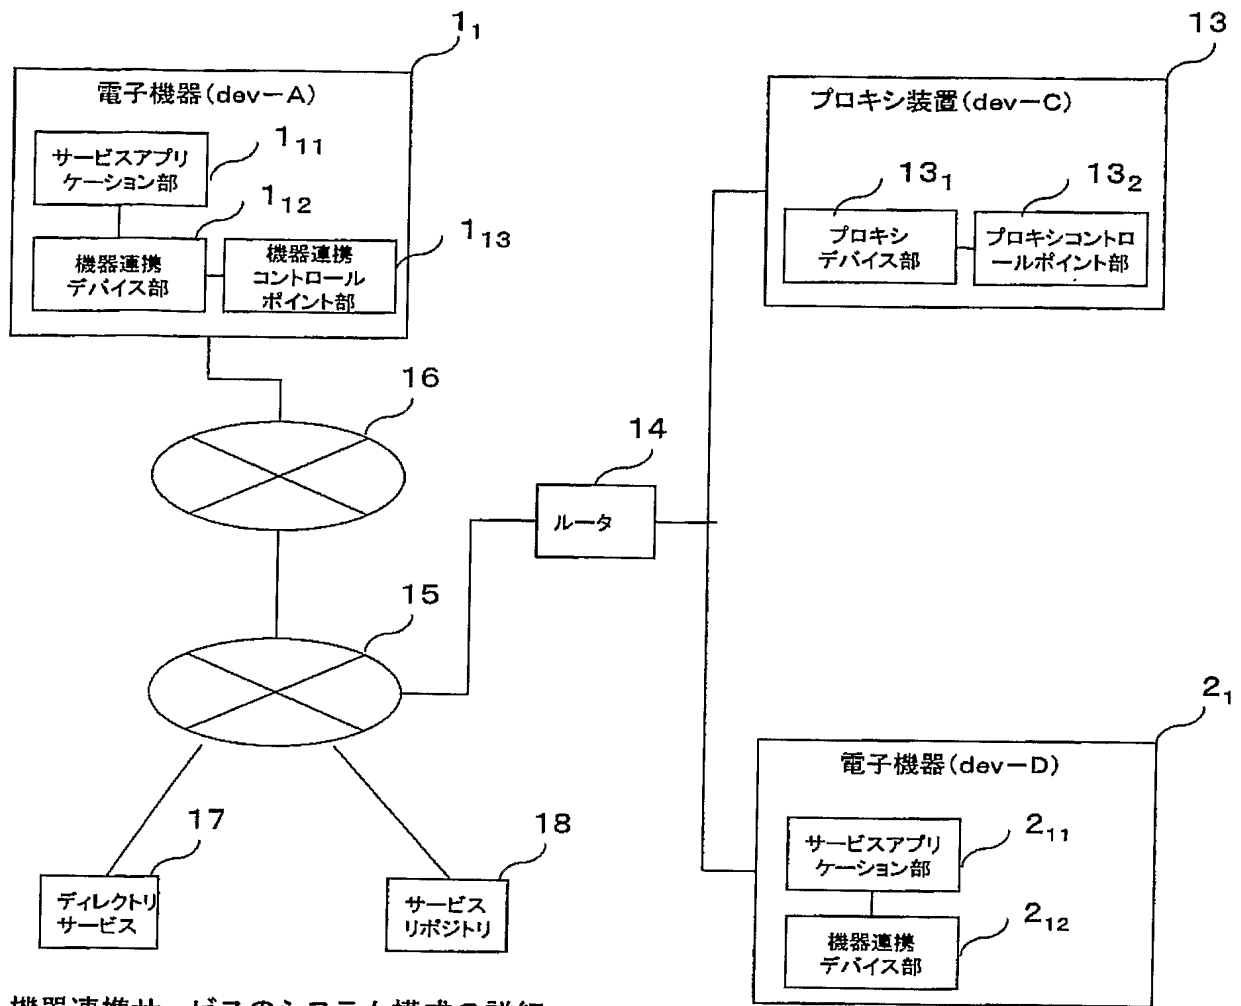 1₁
電子機器(dev－A)
サービスアプリ
ケーション部
1₁₁
1₁₂
機器連携
デバイス部
1₁₃
機器連携
コントロール
ポイント部
13
プロキシ装置(dev－C)
13₁
プロキシ
デバイス部
13₂
プロキシコントロ
ールポイント部
16
14
ルータ
15
17
ディレクトリ
サービス
18
サービス
リポジトリ
2₁
電子機器(dev－D)
サービスアプリ
ケーション部
2₁₁
機器連携
デバイス部
2₁₂